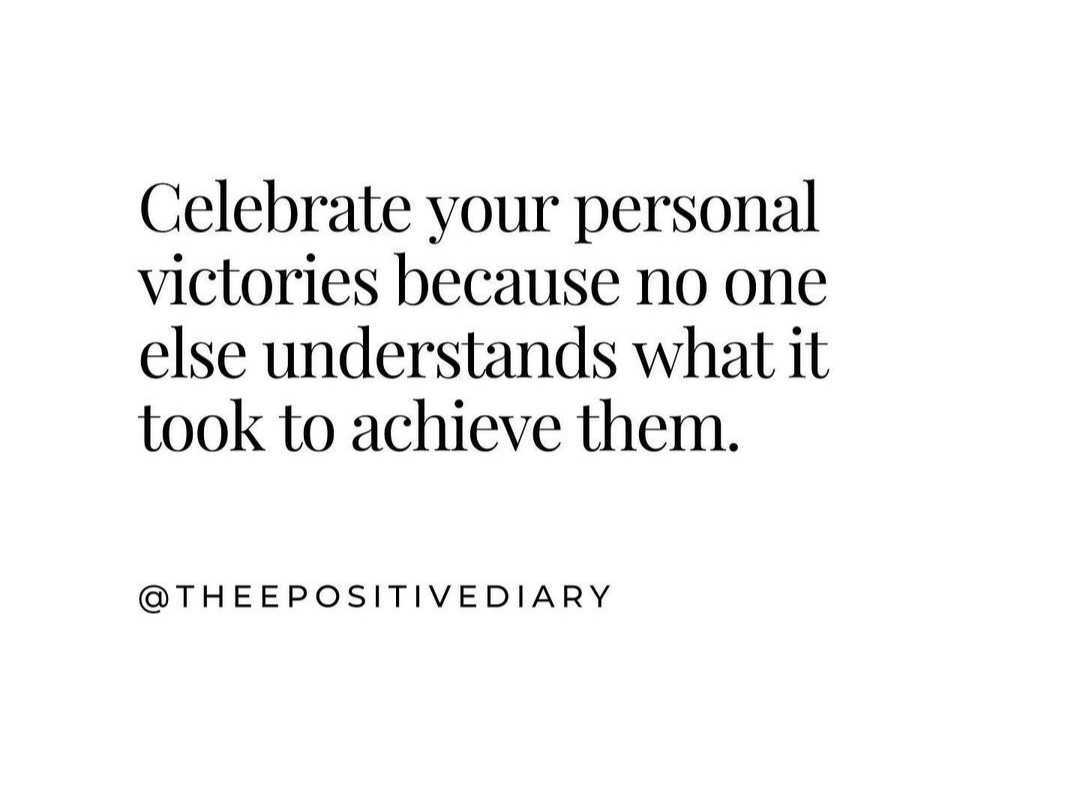 Celebrate your personal
victories because no one
else understands what it
took to achieve them.
@THEEPOSITIVEDIARY